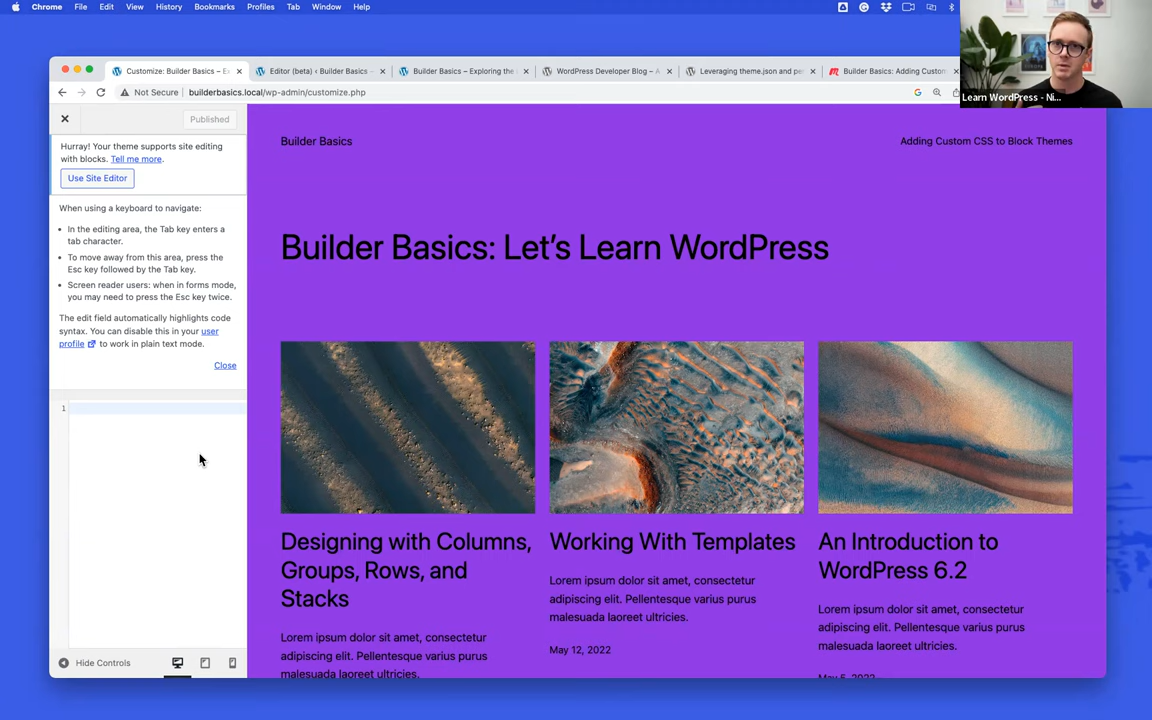 Chrome File Edit View History Bookmarks Profiles Tab Window Help
Customize: Builder Basics – Ex
Editor (beta) ‹ Builder Basics –
Builder Basics – Exploring the
WordPress Developer Blog – A
Leveraging theme.json and pe
Builder Basics: Adding Custom
Learn WordPress - Ni...
Not Secure builderbasics.local/wp-admin/customize.php
Published
Hurray! Your theme supports site editing
with blocks. Tell me more.
Use Site Editor
When using a keyboard to navigate:
• In the editing area, the Tab key enters a
tab character.
• To move away from this area, press the
Esc key followed by the Tab key.
• Screen reader users: when in forms mode,
you may need to press the Esc key twice.
The edit field automatically highlights code
syntax. You can disable this in your user
profile to work in plain text mode.
Close
1
Hide Controls
Builder Basics
Adding Custom CSS to Block Themes
Builder Basics: Let’s Learn WordPress
Designing with Columns,
Groups, Rows, and
Stacks
Lorem ipsum dolor sit amet, consectetur
adipiscing elit. Pellentesque varius purus
malesuada laoreet ultricies.
Working With Templates
Lorem ipsum dolor sit amet, consectetur
adipiscing elit. Pellentesque varius purus
malesuada laoreet ultricies.
May 12, 2022
An Introduction to
WordPress 6.2
Lorem ipsum dolor sit amet, consectetur
adipiscing elit. Pellentesque varius purus
malesuada laoreet ultricies.
May 5, 2022